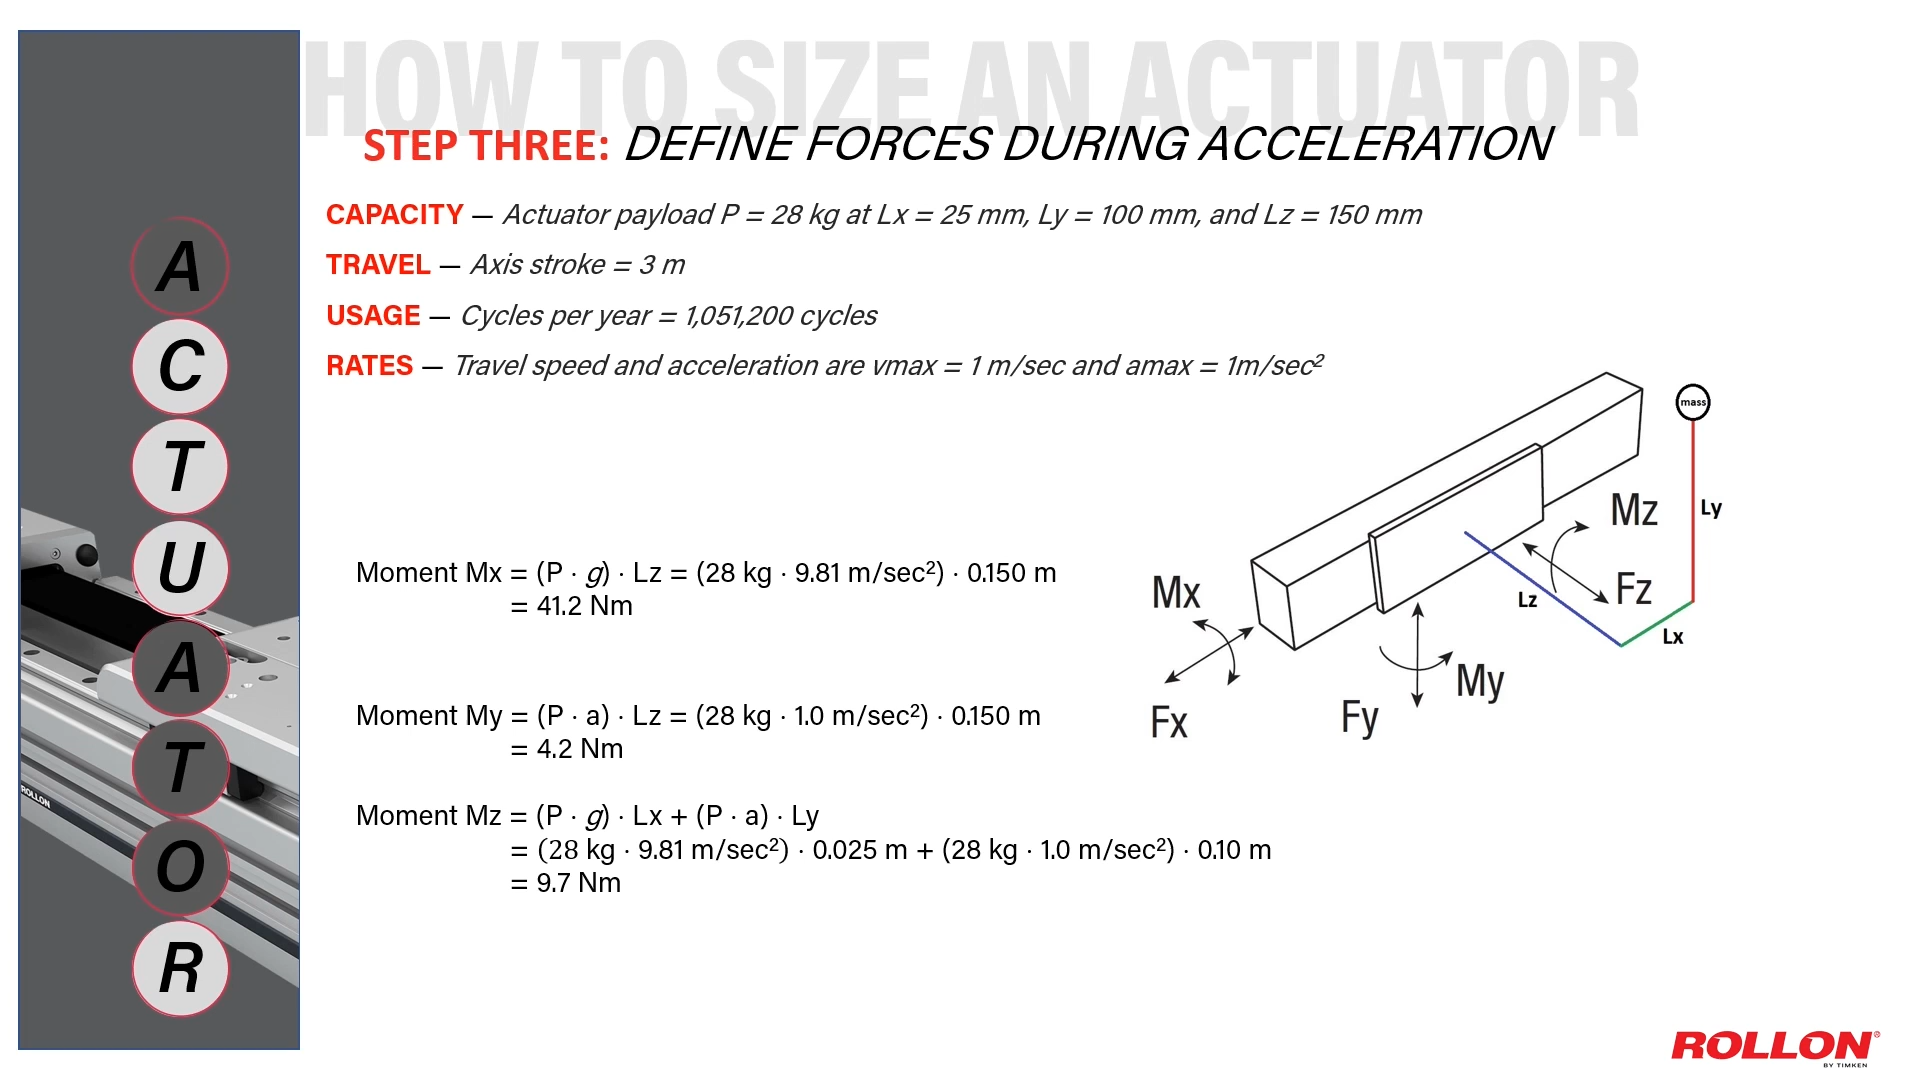 HOW TO SIZE AN ACTUATOR
STEP THREE: DEFINE FORCES DURING ACCELERATION
CAPACITY — Actuator payload P = 28 kg at Lx = 25 mm, Ly = 100 mm, and Lz = 150 mm
TRAVEL — Axis stroke = 3 m
USAGE — Cycles per year = 1,051,200 cycles
RATES — Travel speed and acceleration are vmax = 1 m/sec and amax = 1m/sec²
A
C
T
U
A
T
O
R
ROLLON
Moment Mx = (P · g) · Lz = (28 kg · 9.81 m/sec²) · 0.150 m
= 41.2 Nm
Moment My = (P · a) · Lz = (28 kg · 1.0 m/sec²) · 0.150 m
= 4.2 Nm
Moment Mz = (P · g) · Lx + (P · a) · Ly
= (28 kg · 9.81 m/sec²) · 0.025 m + (28 kg · 1.0 m/sec²) · 0.10 m
= 9.7 Nm
mass
Ly
Mz
Fz
Lz
Lx
Mx
My
Fx
Fy
ROLLON®
BY TIMKEN